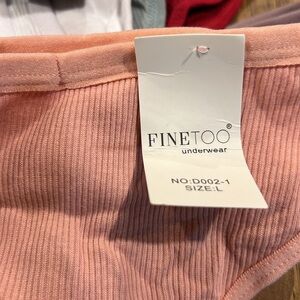 FINETOO®
underwear
NO:D002-1
SIZE:L